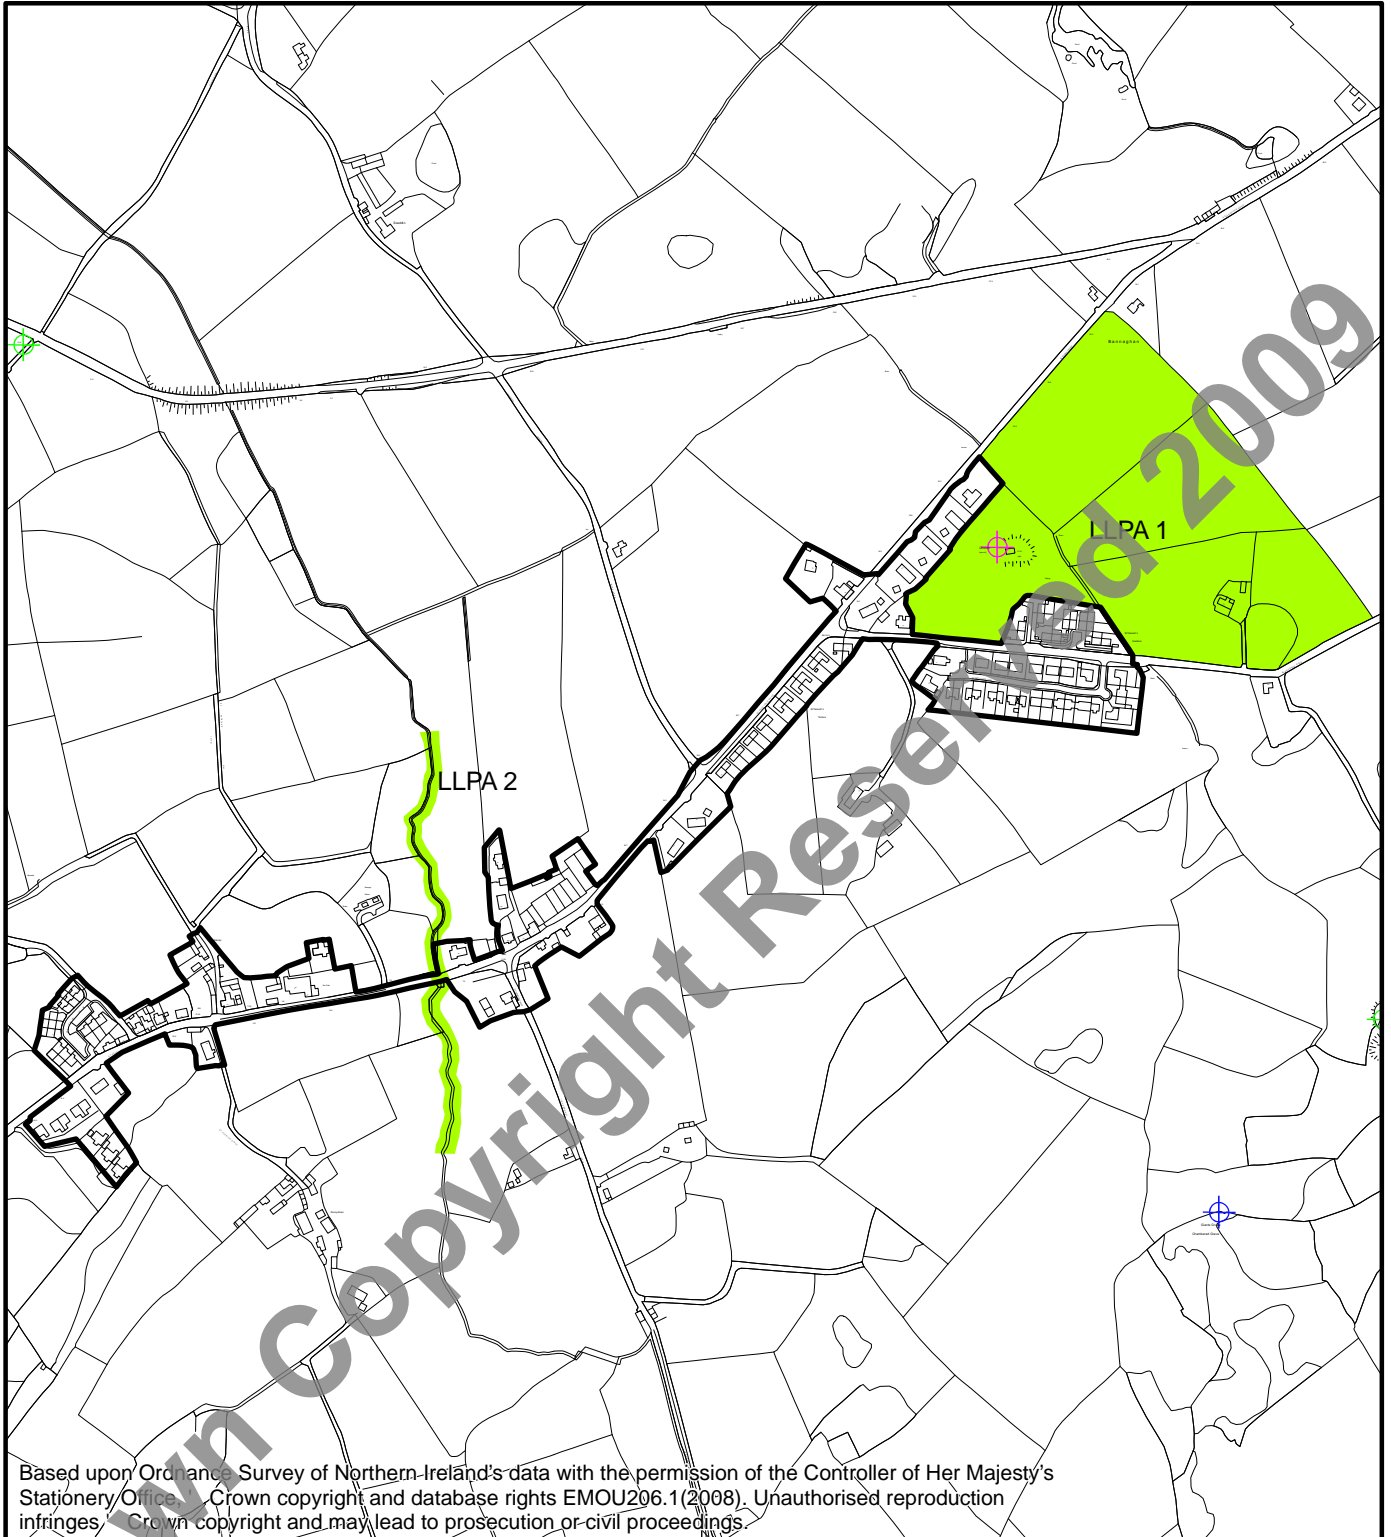 Bannaghan
LLPA 1
LLPA 2
wn Copyright Reserved 2009
Based upon Ordnance Survey of Northern Ireland's data with the permission of the Controller of Her Majesty's
Stationery Office, ' Crown copyright and database rights EMOU206.1(2008). Unauthorised reproduction
infringes ' Crown copyright and may lead to prosecution or civil proceedings.